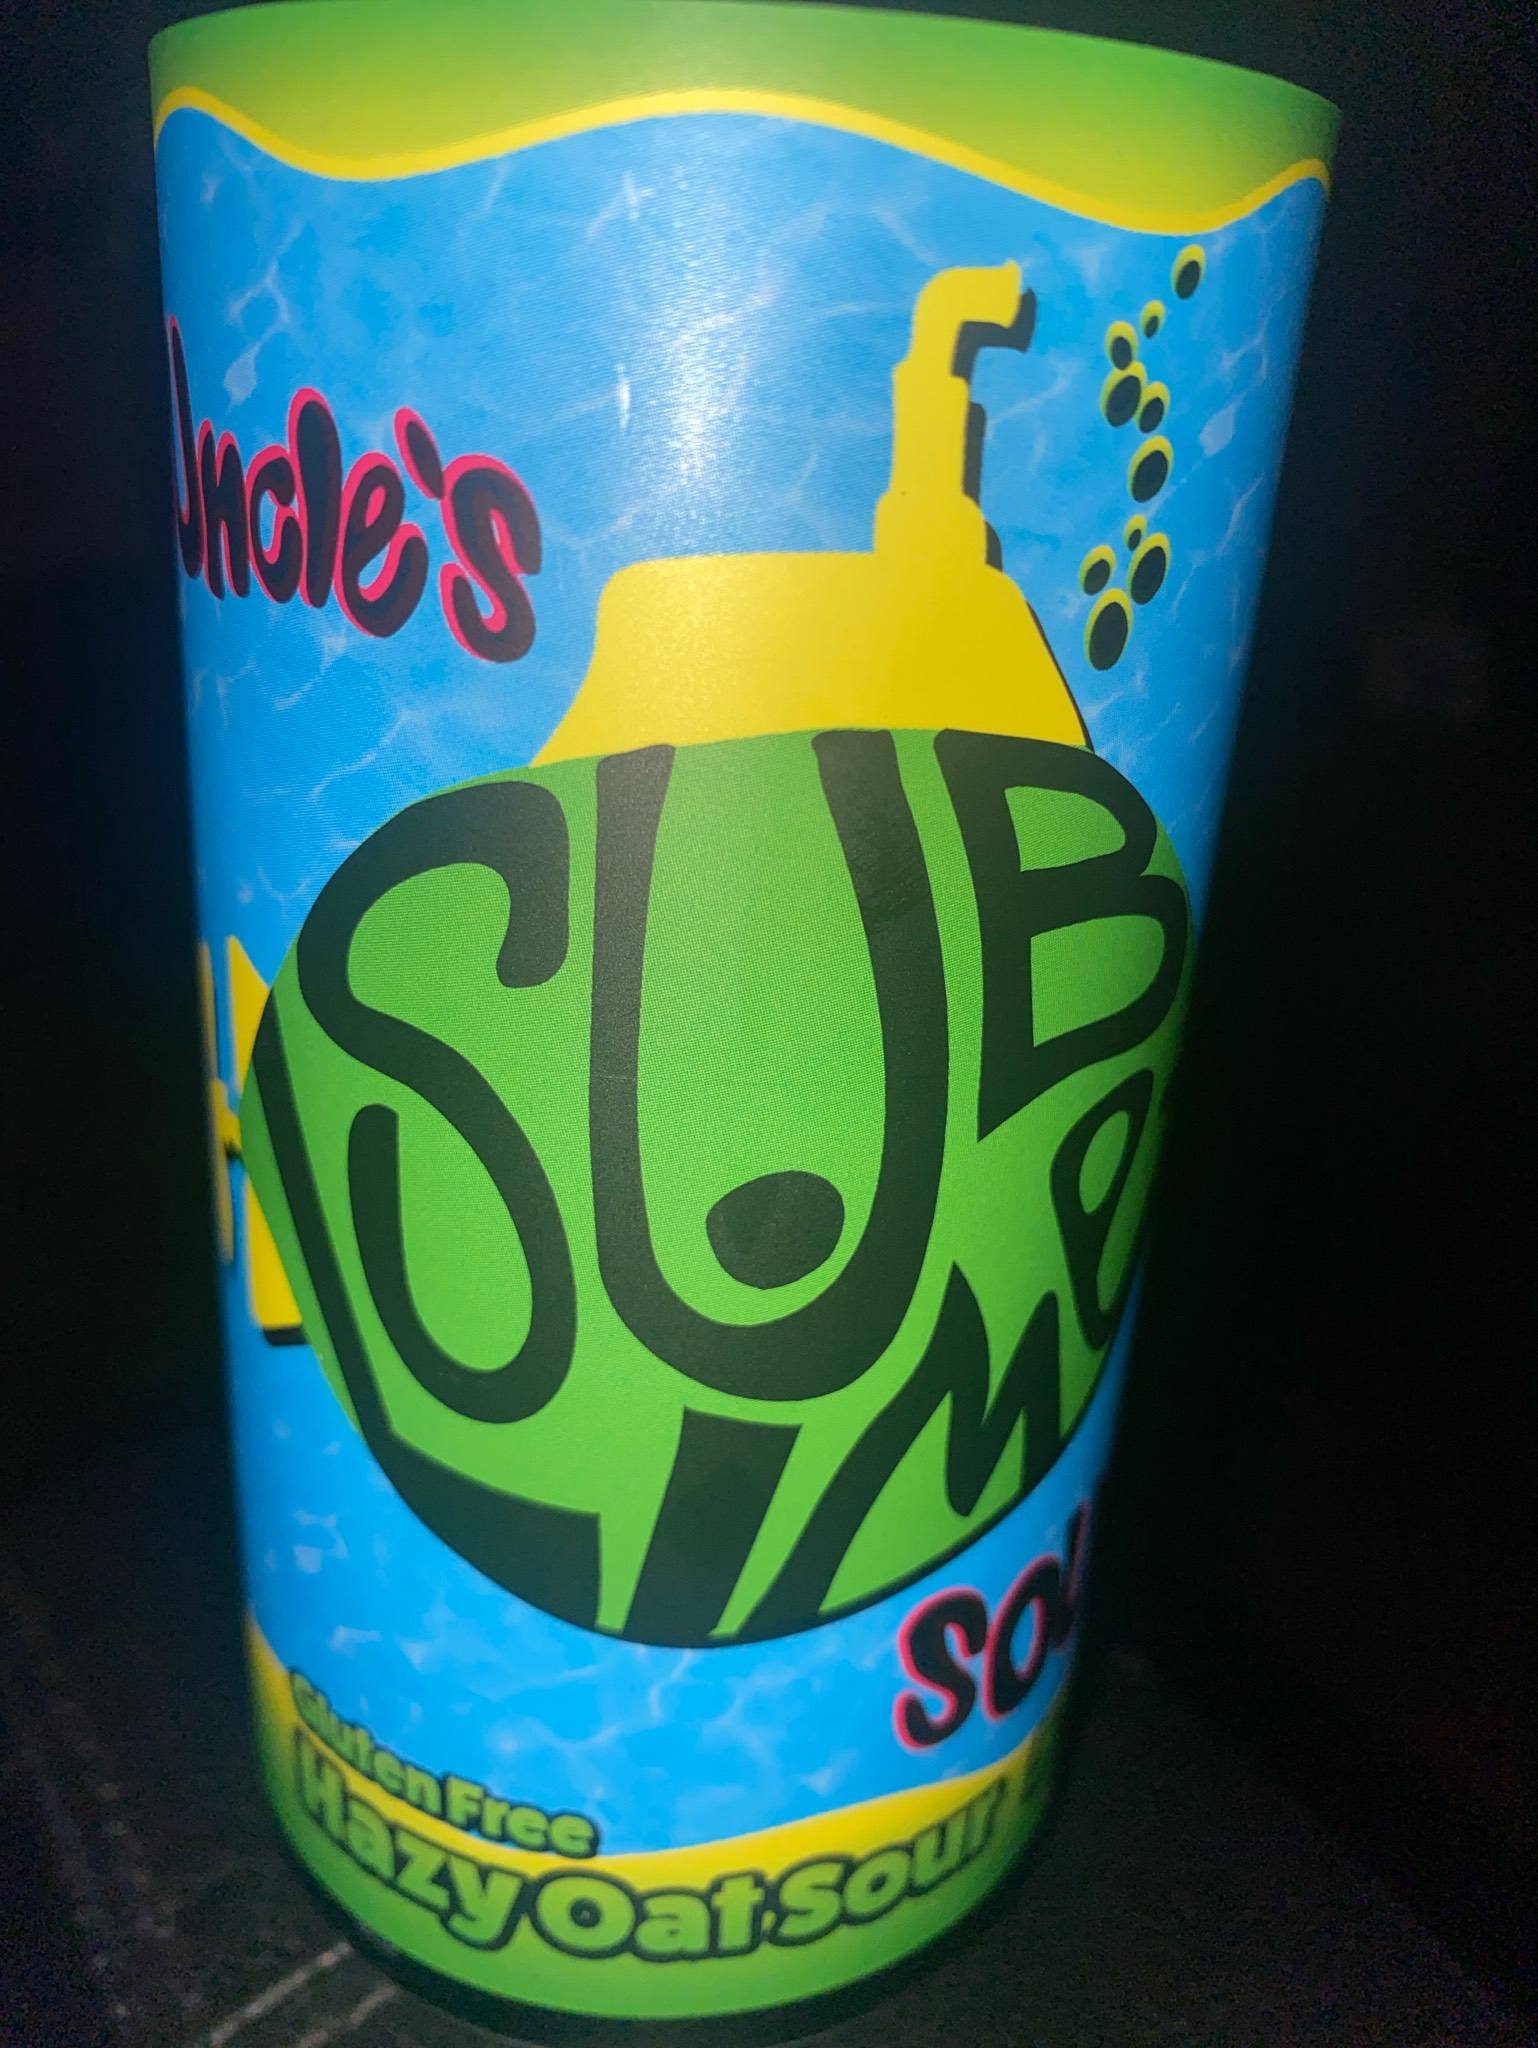 Uncle's
SUB
LIME
Gluten Free
Hazy Oat Sour